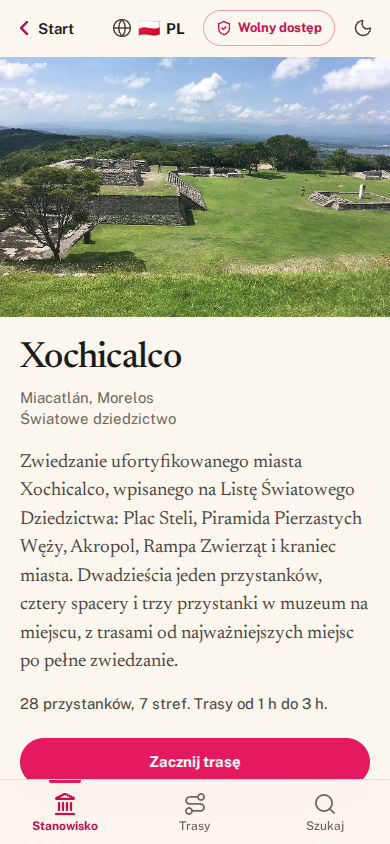 Start
PL
Wolny dostęp
Xochicalco
Miacatlán, Morelos
Światowe dziedzictwo
Zwiedzanie ufortyfikowanego miasta
Xochicalco, wpisanego na Listę Światowego
Dziedzictwa: Plac Steli, Piramida Pierzastych
Węży, Akropol, Rampa Zwierząt i kraniec
miasta. Dwadzieścia jeden przystanków,
cztery spacery i trzy przystanki w muzeum na
miejscu, z trasami od najważniejszych miejsc
po pełne zwiedzanie.
28 przystanków, 7 stref. Trasy od 1 h do 3 h.
Zacznij trasę
Stanowisko
Trasy
Szukaj